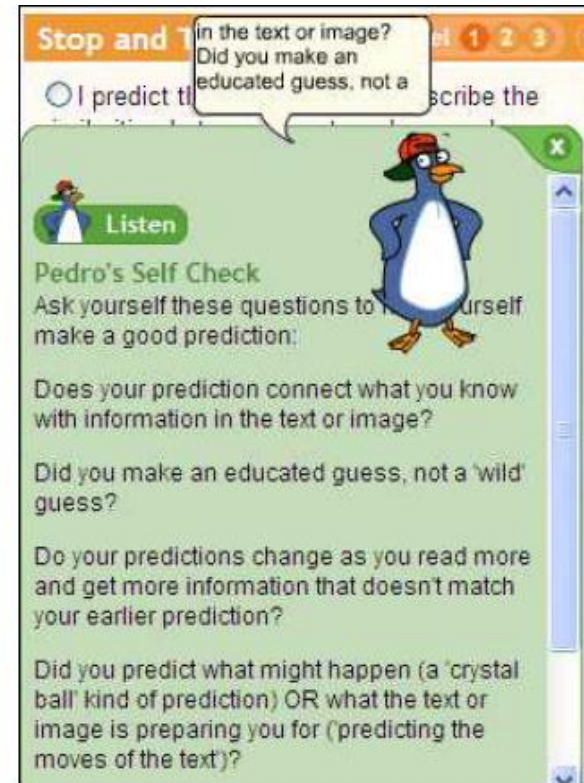 in the text or image?
Did you make an
educated guess, not a
Stop and T
el 1 2 3
I predict th
scribe the
X
Listen
Pedro's Self Check
Ask yourself these questions to
urself
make a good prediction:
Does your prediction connect what you know
with information in the text or image?
Did you make an educated guess, not a 'wild'
guess?
Do your predictions change as you read more
and get more information that doesn't match
your earlier prediction?
Did you predict what might happen (a 'crystal
ball' kind of prediction) OR what the text or
image is preparing you for ('predicting the
moves of the text')?